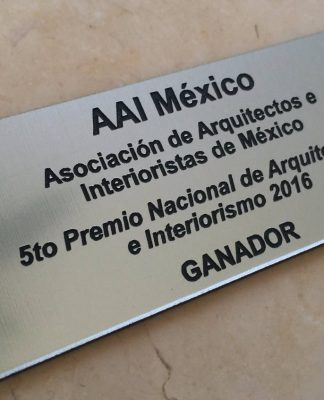 AAI México
Asociación de Arquitectos e
Interioristas de México
5to Premio Nacional de Arquite
e Interiorismo 2016
GANADOR